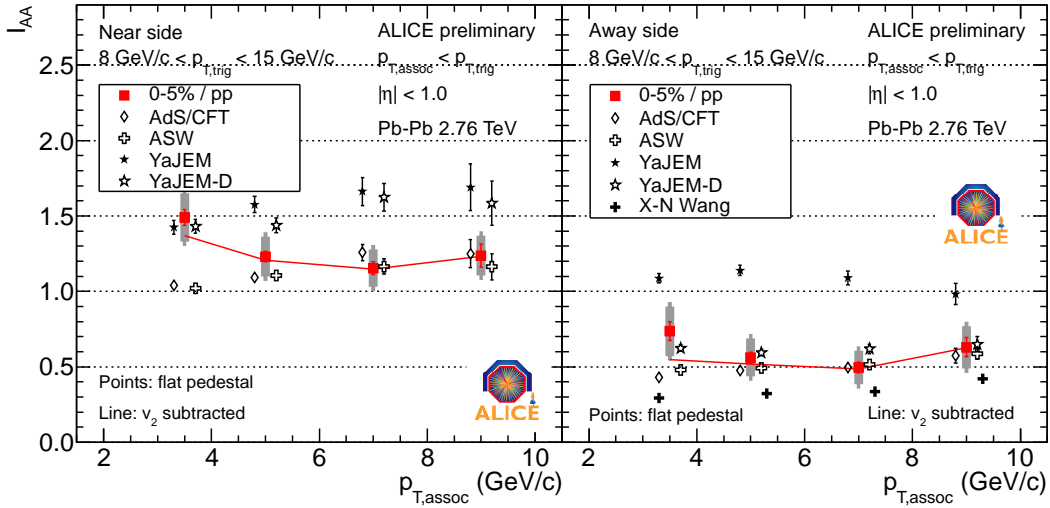 I_AA
Near side
ALICE preliminary
8 GeV/c < p_T,trig < 15 GeV/c
p_T,assoc < p_T,trig
0-5% / pp
AdS/CFT
ASW
YaJEM
YaJEM-D
|η| < 1.0
Pb-Pb 2.76 TeV
2.5
2.0
1.5
1.0
0.5
0.0
Points: flat pedestal
Line: v_2 subtracted
ALICE
2 4 6 8 10
p_T,assoc (GeV/c)
Away side
ALICE preliminary
8 GeV/c < p_T,trig < 15 GeV/c
p_T,assoc < p_T,trig
0-5% / pp
AdS/CFT
ASW
YaJEM
YaJEM-D
X-N Wang
|η| < 1.0
Pb-Pb 2.76 TeV
ALICE
Points: flat pedestal
Line: v_2 subtracted
2 4 6 8 10
p_T,assoc (GeV/c)